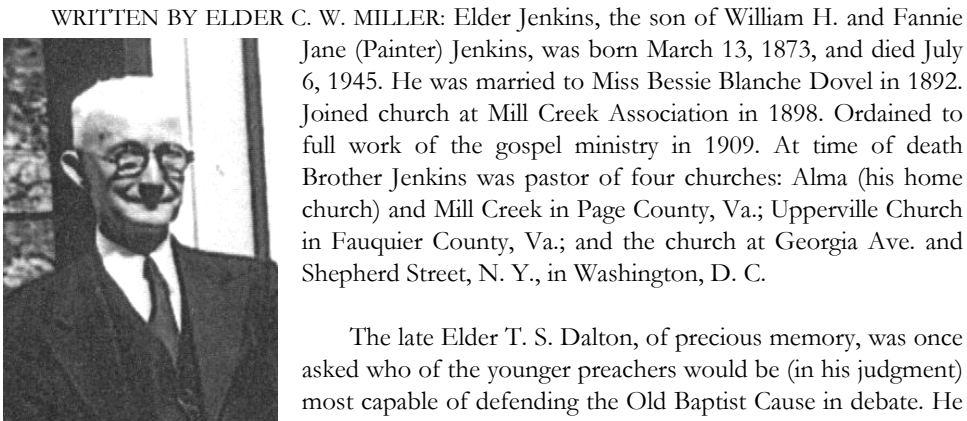 WRITTEN BY ELDER C. W. MILLER: Elder Jenkins, the son of William H. and Fannie
Jane (Painter) Jenkins, was born March 13, 1873, and died July
6, 1945. He was married to Miss Bessie Blanche Dovel in 1892.
Joined church at Mill Creek Association in 1898. Ordained to
full work of the gospel ministry in 1909. At time of death
Brother Jenkins was pastor of four churches: Alma (his home
church) and Mill Creek in Page County, Va.; Upperville Church
in Fauquier County, Va.; and the church at Georgia Ave. and
Shepherd Street, N. Y., in Washington, D. C.
The late Elder T. S. Dalton, of precious memory, was once
asked who of the younger preachers would be (in his judgment)
most capable of defending the Old Baptist Cause in debate. He